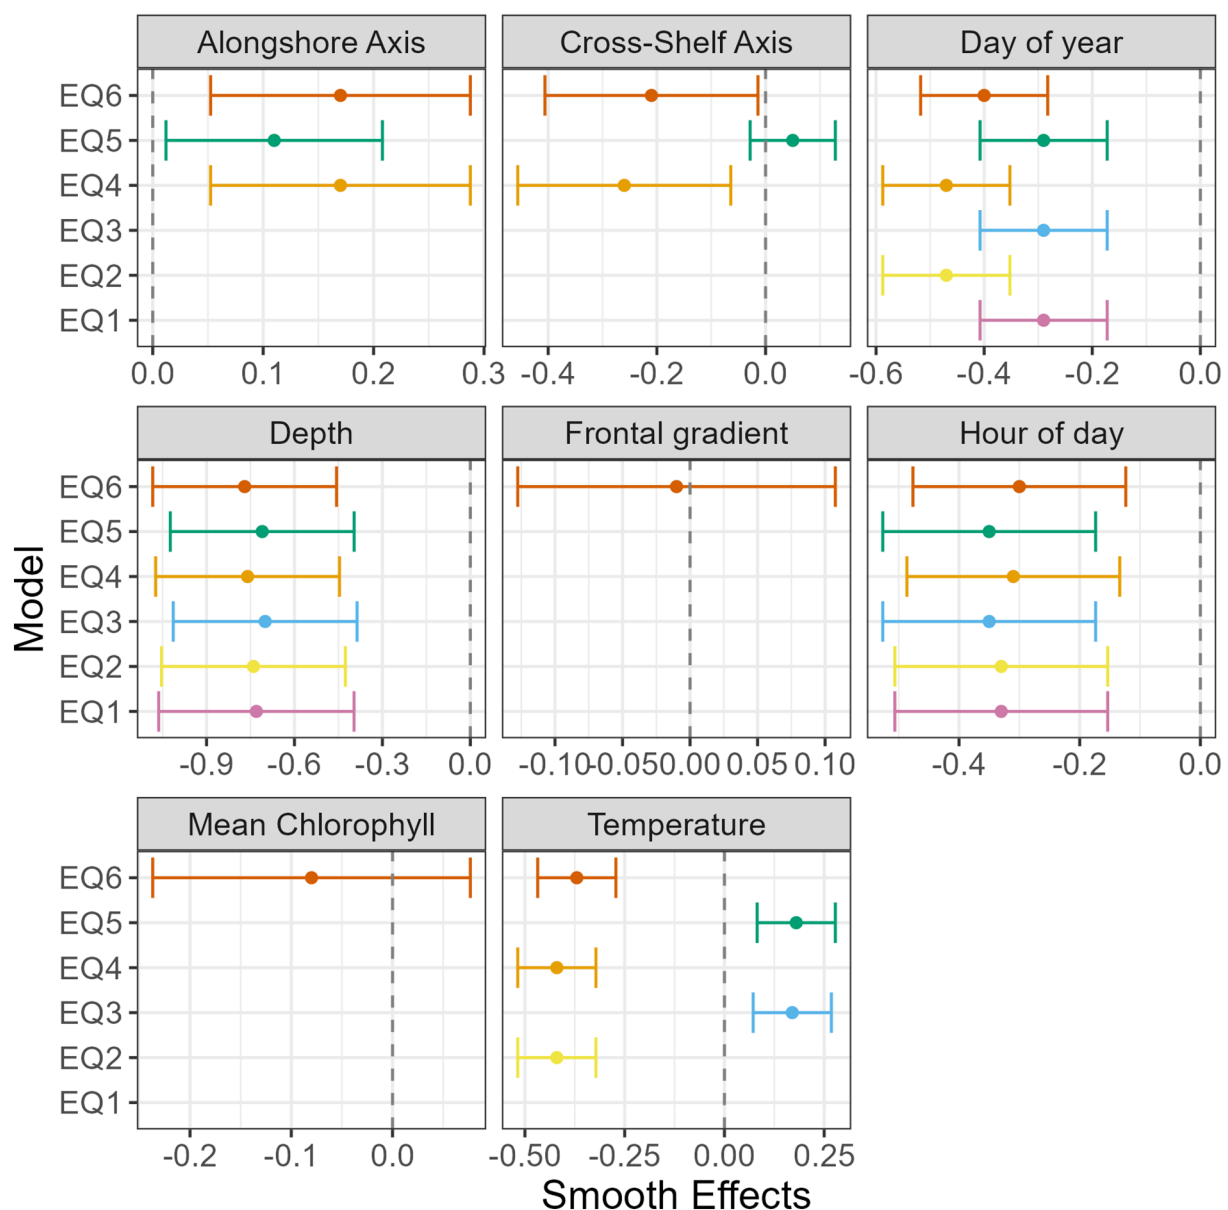 Alongshore Axis Cross-Shelf Axis Day of year
EQ6
EQ5
EQ4
EQ3
EQ2
EQ1
0.0 0.1 0.2 0.3 -0.4 -0.2 0.0 -0.6 -0.4 -0.2 0.0
Depth Frontal gradient Hour of day
EQ6
EQ5
EQ4
EQ3
EQ2
EQ1
Model
-0.9 -0.6 -0.3 0.0 -0.10 -0.05 0.00 0.05 0.10 -0.4 -0.2 0.0
Mean Chlorophyll Temperature
EQ6
EQ5
EQ4
EQ3
EQ2
EQ1
-0.2 -0.1 0.0 -0.50 -0.25 0.00 0.25
Smooth Effects